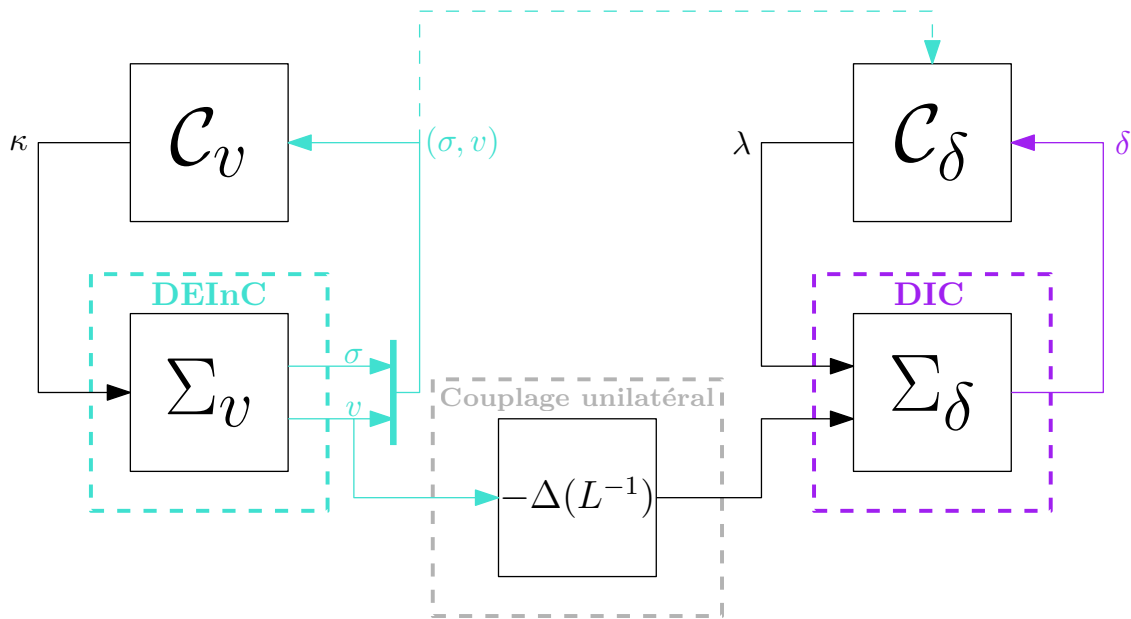 𝒞_v
κ
(σ, v)
𝒞_δ
λ
δ
DEInC
Σ_v
σ
v
Couplage unilatéral
−Δ(L⁻¹)
DIC
Σ_δ